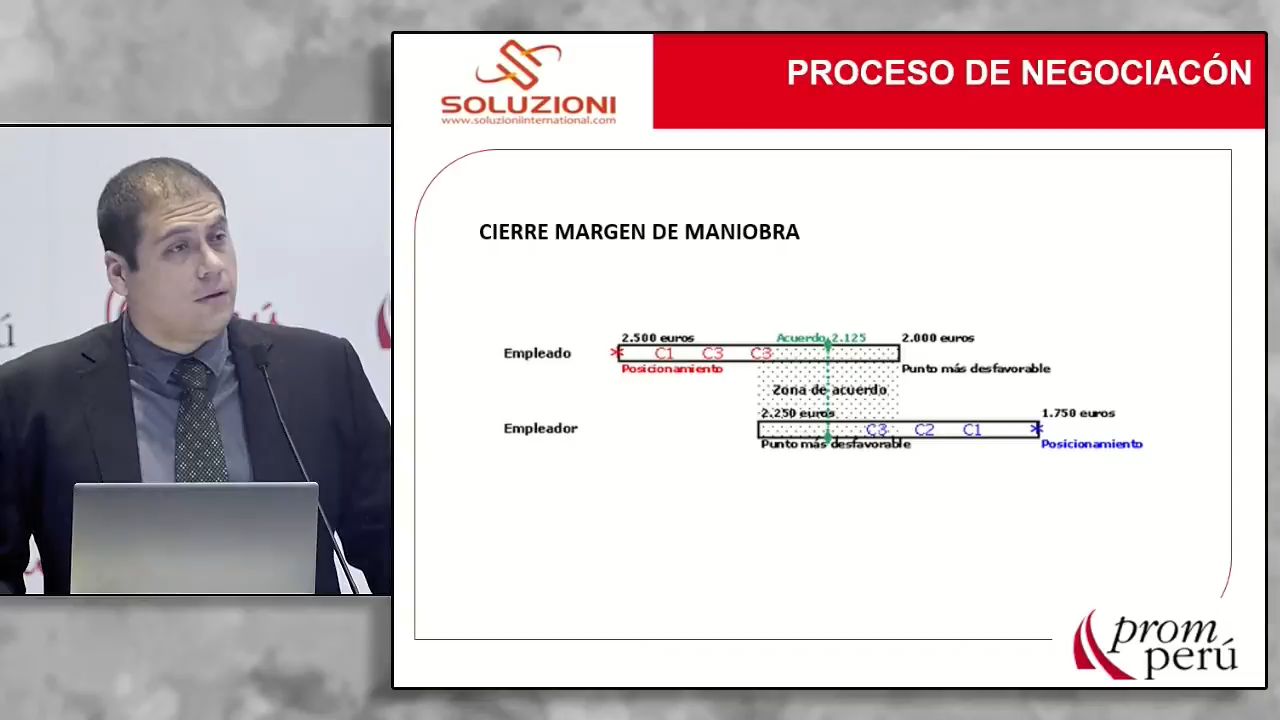 SOLUZIONI
www.soluzioniinternational.com
PROCESO DE NEGOCIACÓN
CIERRE MARGEN DE MANIOBRA
2.500 euros
Acuerdo 2.125
2.000 euros
Empleado
C1 C3 C3
Posicionamiento
Punto más desfavorable
Zona de acuerdo
2.250 euros
1.750 euros
Empleador
C3 C2 C1
Punto más desfavorable
Posicionamiento
prom
perú